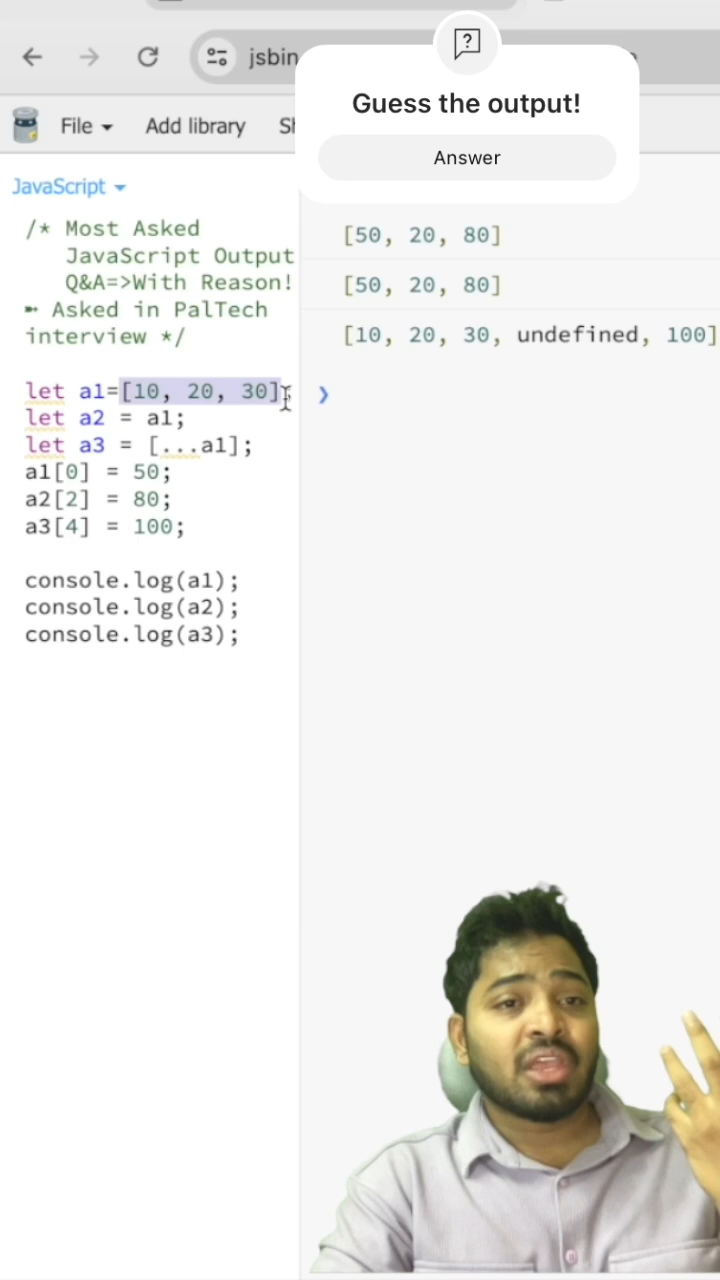 jsbin
Guess the output!
Answer
File
Add library
JavaScript
/* Most Asked
JavaScript Output
Q&A=>With Reason!
➼ Asked in PalTech
interview */
let a1=[10, 20, 30];
let a2 = a1;
let a3 = [...a1];
a1[0] = 50;
a2[2] = 80;
a3[4] = 100;
console.log(a1);
console.log(a2);
console.log(a3);
[50, 20, 80]
[50, 20, 80]
[10, 20, 30, undefined, 100]